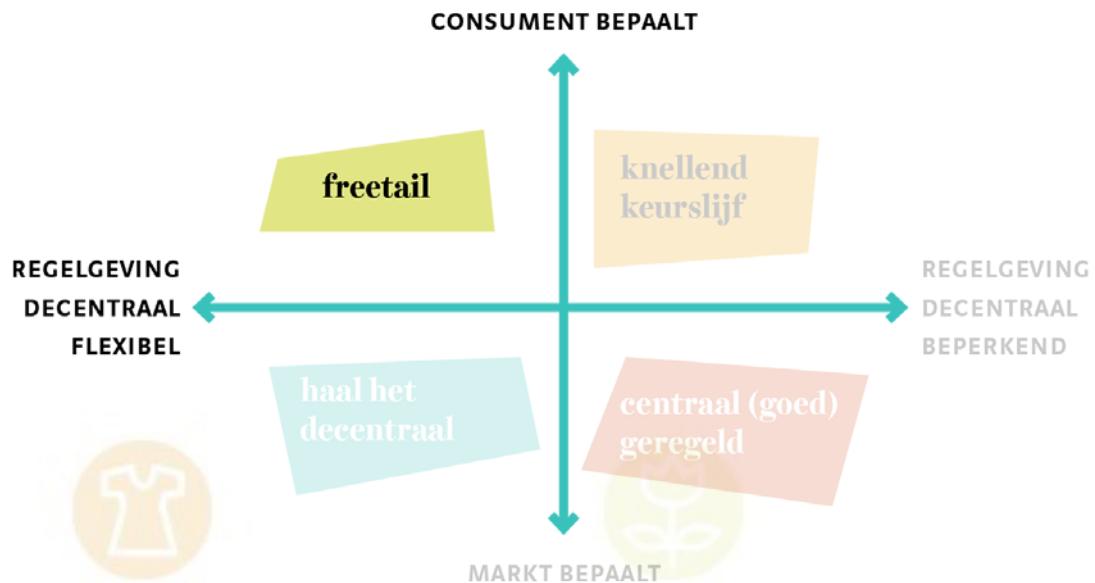 CONSUMENT BEPAALT
freetail
knellend
keurslijf
REGELGEVING
DECENTRAAL
FLEXIBEL
REGELGEVING
DECENTRAAL
BEPERKEND
haal het
decentraal
centraal (goed)
geregeld
MARKT BEPAALT